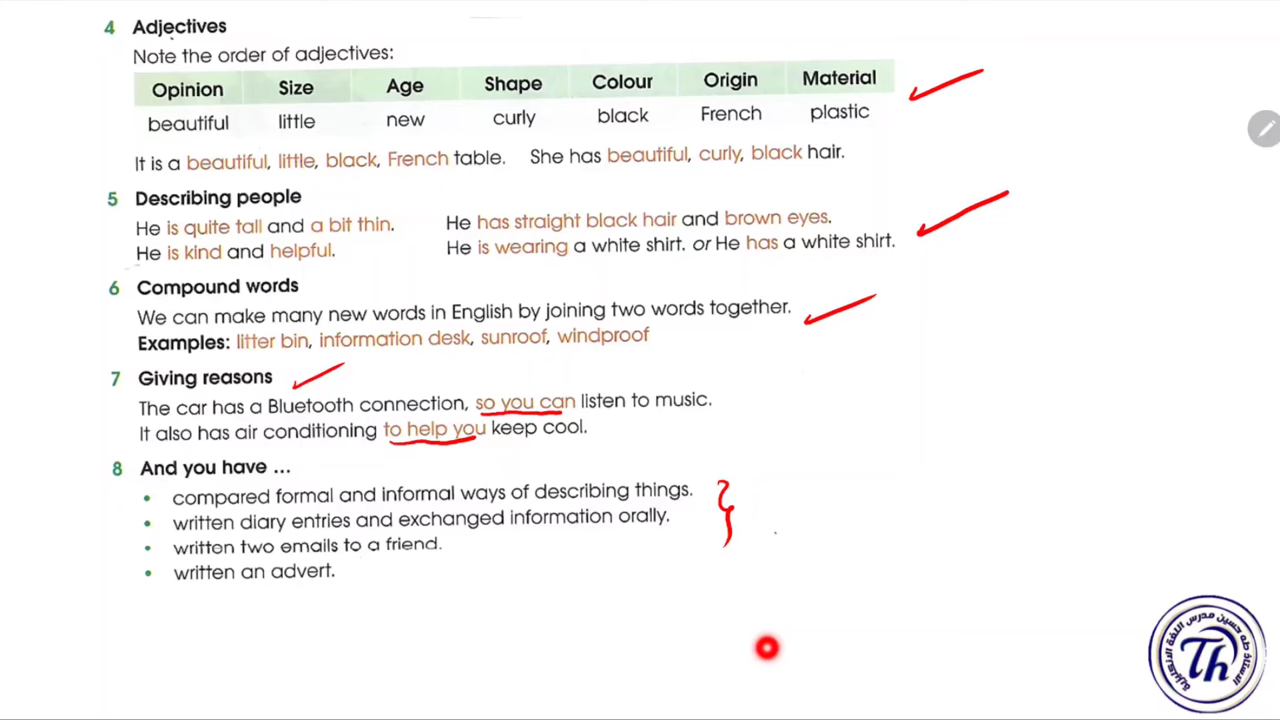 4 Adjectives
Note the order of adjectives:
Opinion Size Age Shape Colour Origin Material
beautiful little new curly black French plastic
It is a beautiful, little, black, French table. She has beautiful, curly, black hair.
5 Describing people
He is quite tall and a bit thin. He has straight black hair and brown eyes.
He is kind and helpful. He is wearing a white shirt. or He has a white shirt.
6 Compound words
We can make many new words in English by joining two words together.
Examples: litter bin, information desk, sunroof, windproof
7 Giving reasons
The car has a Bluetooth connection, so you can listen to music.
It also has air conditioning to help you keep cool.
8 And you have ...
• compared formal and informal ways of describing things.
• written diary entries and exchanged information orally.
• written two emails to a friend.
• written an advert.
الاستاذ طه حسين مدرس اللغة الانكليزية
Th